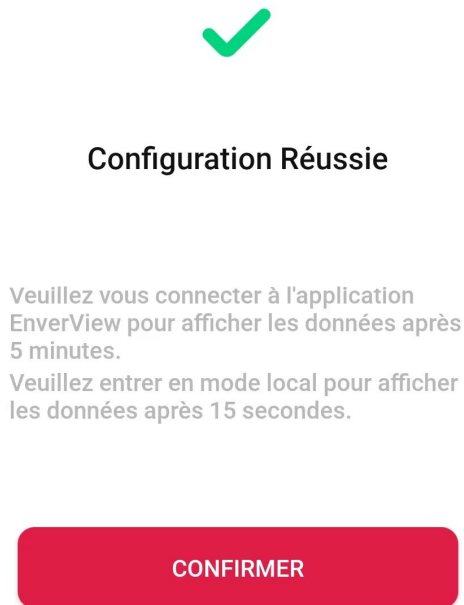 Configuration Réussie
Veuillez vous connecter à l'application
EnverView pour afficher les données après
5 minutes.
Veuillez entrer en mode local pour afficher
les données après 15 secondes.
CONFIRMER